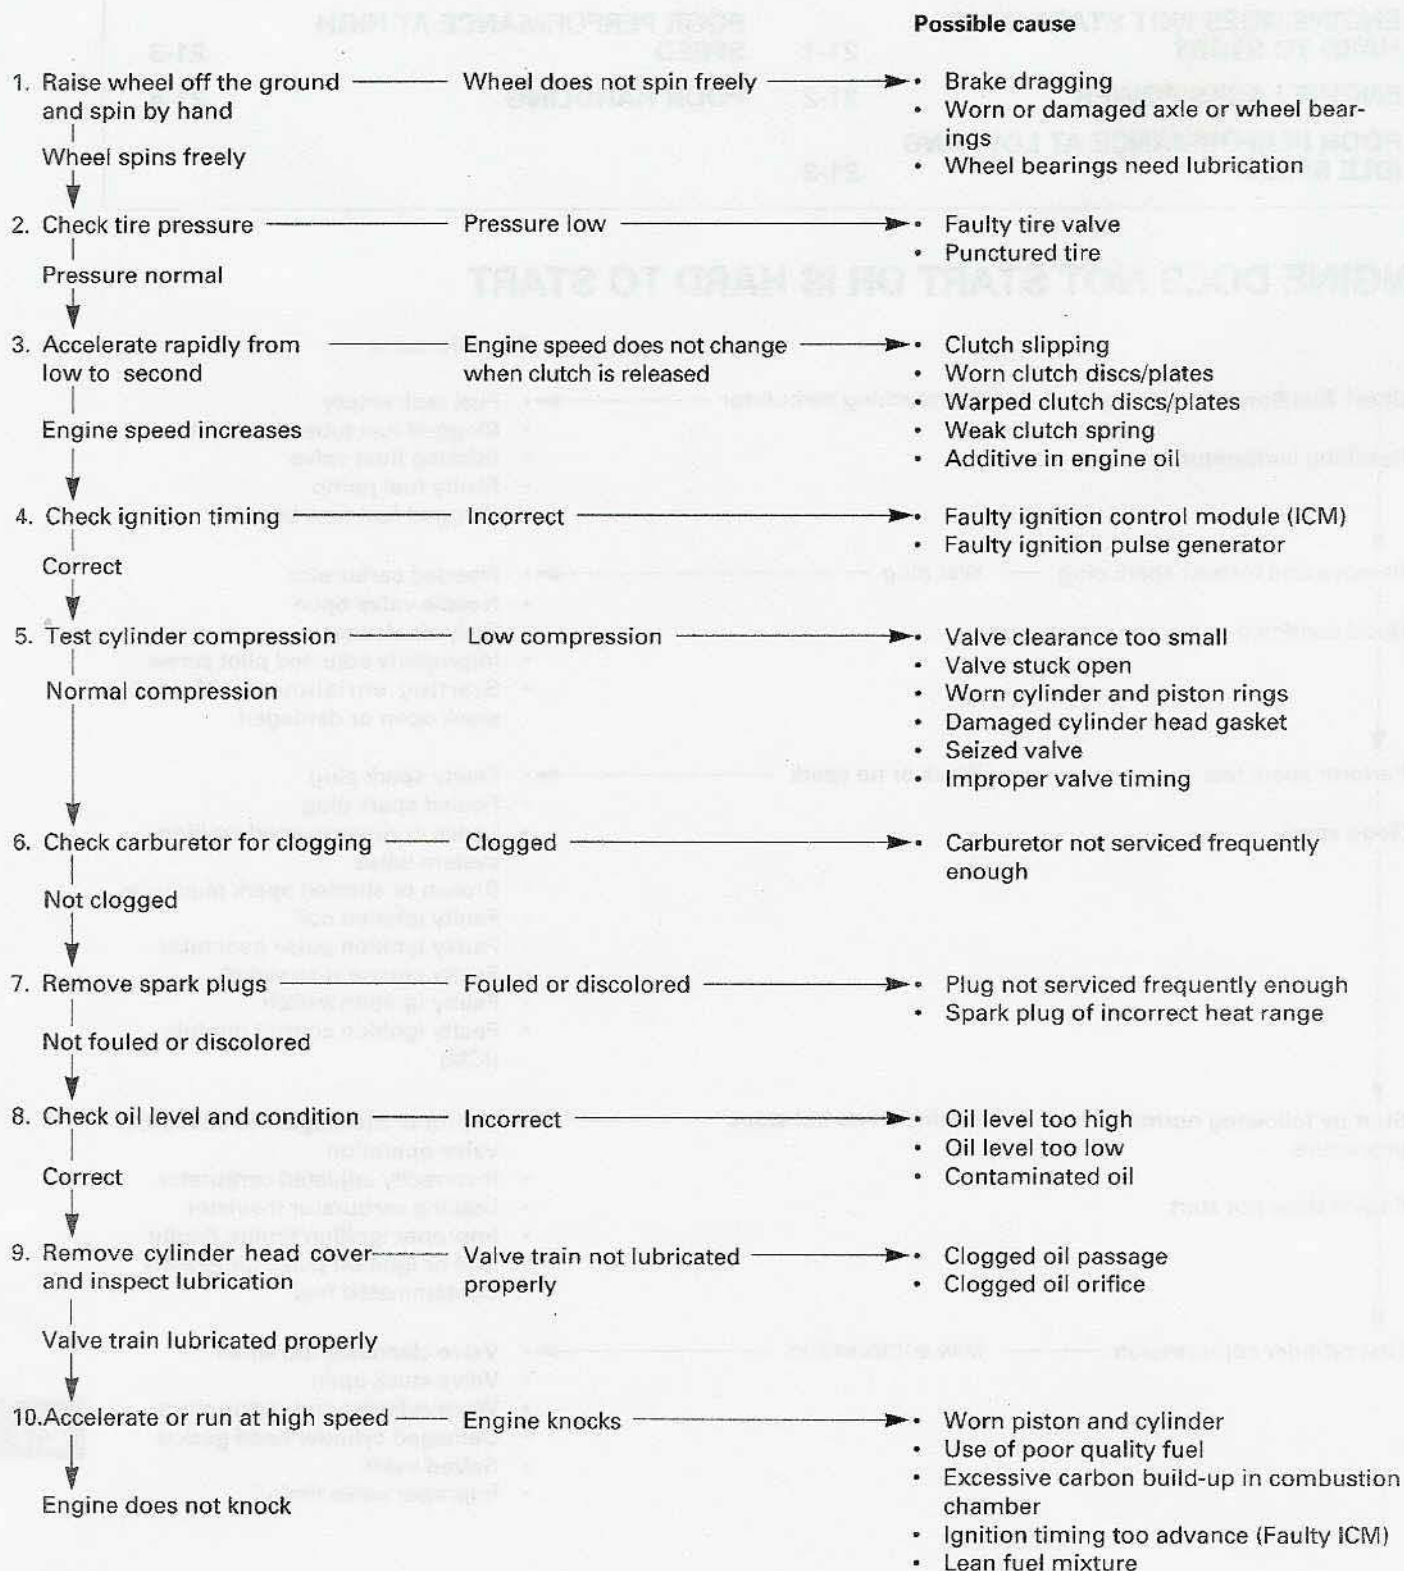 Possible cause
1. Raise wheel off the ground and spin by hand
Wheel does not spin freely
• Brake dragging
• Worn or damaged axle or wheel bear-
ings
• Wheel bearings need lubrication
Wheel spins freely
2. Check tire pressure
Pressure low
• Faulty tire valve
• Punctured tire
Pressure normal
3. Accelerate rapidly from
low to second
Engine speed does not change
when clutch is released
• Clutch slipping
• Worn clutch discs/plates
• Warped clutch discs/plates
• Weak clutch spring
• Additive in engine oil
Engine speed increases
4. Check ignition timing
Incorrect
• Faulty ignition control module (ICM)
• Faulty ignition pulse generator
Correct
5. Test cylinder compression
Low compression
• Valve clearance too small
• Valve stuck open
• Worn cylinder and piston rings
• Damaged cylinder head gasket
• Seized valve
• Improper valve timing
Normal compression
6. Check carburetor for clogging
Clogged
• Carburetor not serviced frequently
enough
Not clogged
7. Remove spark plugs
Fouled or discolored
• Plug not serviced frequently enough
• Spark plug of incorrect heat range
Not fouled or discolored
8. Check oil level and condition
Incorrect
• Oil level too high
• Oil level too low
• Contaminated oil
Correct
9. Remove cylinder head cover
and inspect lubrication
Valve train not lubricated
properly
• Clogged oil passage
• Clogged oil orifice
Valve train lubricated properly
10.Accelerate or run at high speed
Engine knocks
• Worn piston and cylinder
• Use of poor quality fuel
• Excessive carbon build-up in combustion
chamber
• Ignition timing too advance (Faulty ICM)
• Lean fuel mixture
Engine does not knock